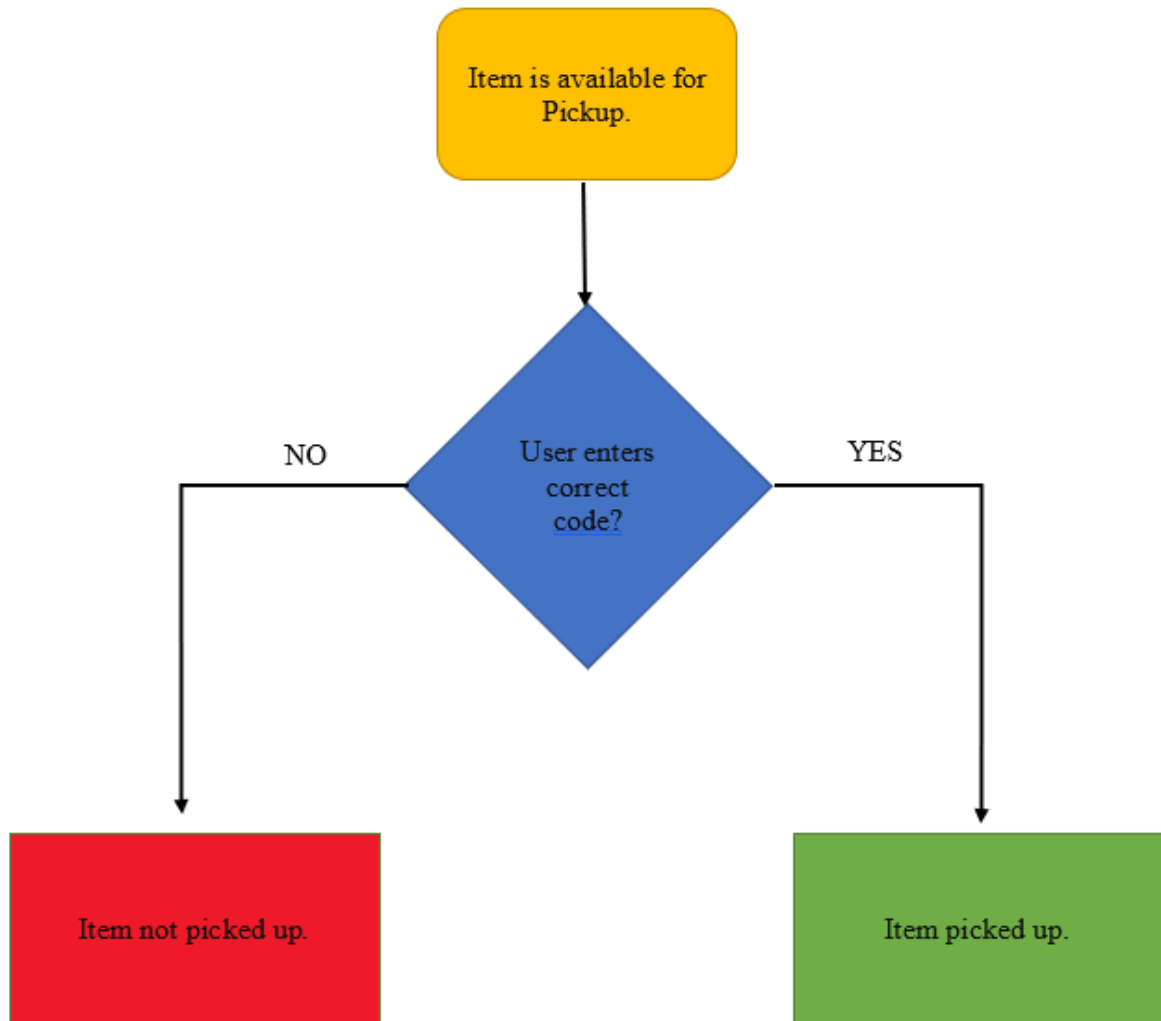 Item is available for
Pickup.
NO
User enters
correct
code?
YES
Item not picked up.
Item picked up.